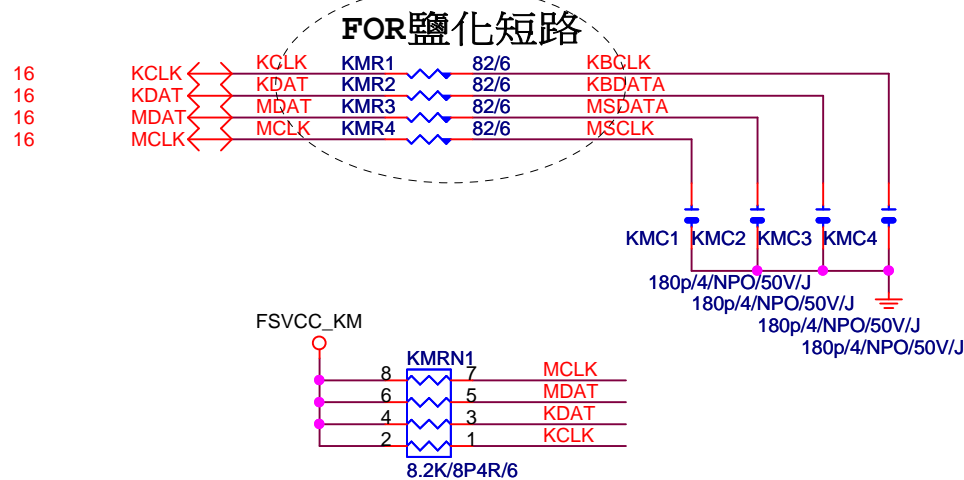 FOR鹽化短路
16 KCLK KCLK KMR1 82/6 KBCLK
16 KDAT KDAT KMR2 82/6 KBDATA
16 MDAT MDAT KMR3 82/6 MSDATA
16 MCLK MCLK KMR4 82/6 MSCLK
KMC1 KMC2 KMC3 KMC4
180p/4/NPO/50V/J
180p/4/NPO/50V/J
180p/4/NPO/50V/J
180p/4/NPO/50V/J
FSVCC_KM
KMRN1
8 7 MCLK
6 5 MDAT
4 3 KDAT
2 1 KCLK
8.2K/8P4R/6